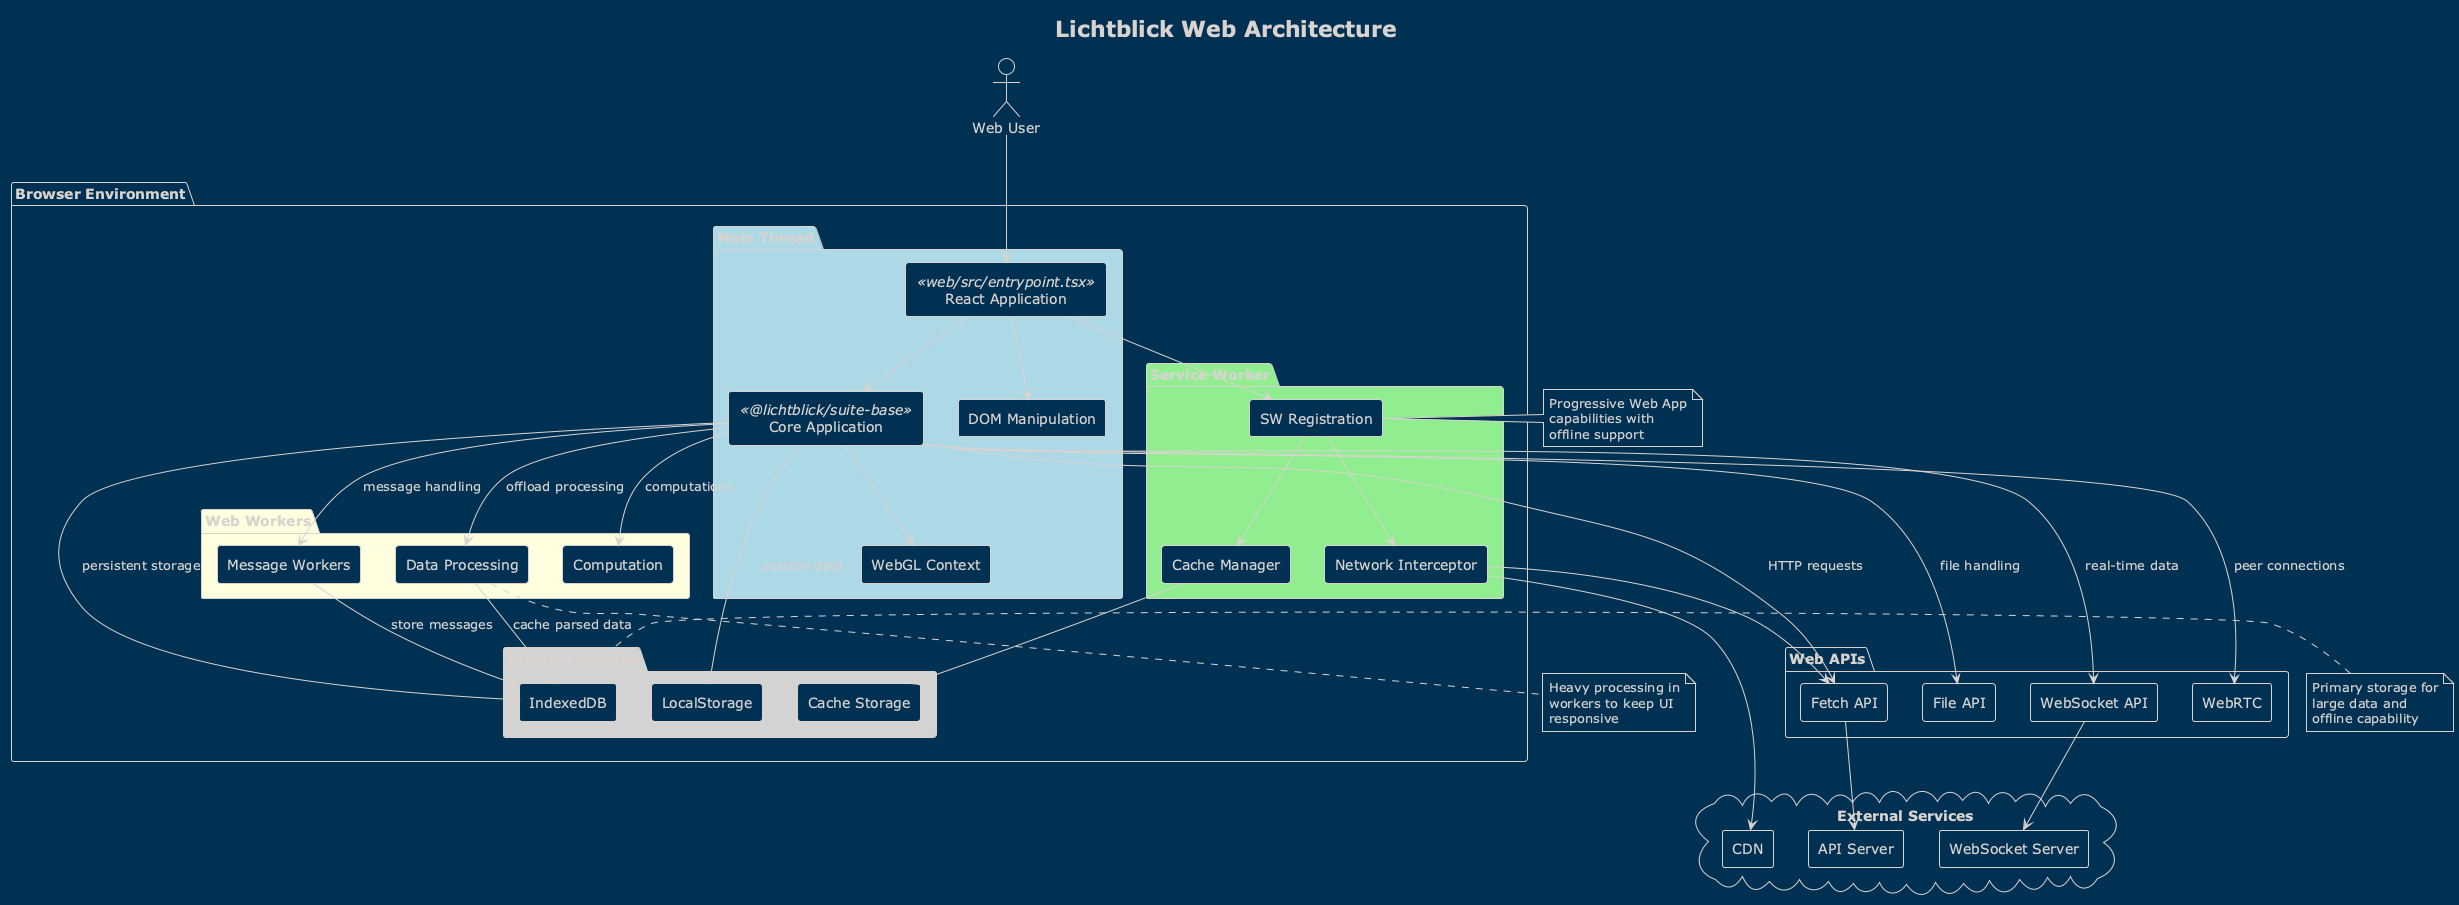 Lichtblick Web Architecture
Web User
Browser Environment
Main Thread
«web/src/entrypoint.tsx»
React Application
Service Worker
«@lichtblick/suite-base»
Core Application
DOM Manipulation
SW Registration
Progressive Web App
capabilities with
offline support
message handling
offload processing
computations
Web Workers
persistent storage
Message Workers
Data Processing
Computation
session data
WebGL Context
Cache Manager
Network Interceptor
HTTP requests
file handling
real-time data
peer connections
store messages
cache parsed data
IndexedDB
LocalStorage
Cache Storage
Heavy processing in
workers to keep UI
responsive
Web APIs
Fetch API
File API
WebSocket API
WebRTC
Primary storage for
large data and
offline capability
External Services
CDN
API Server
WebSocket Server